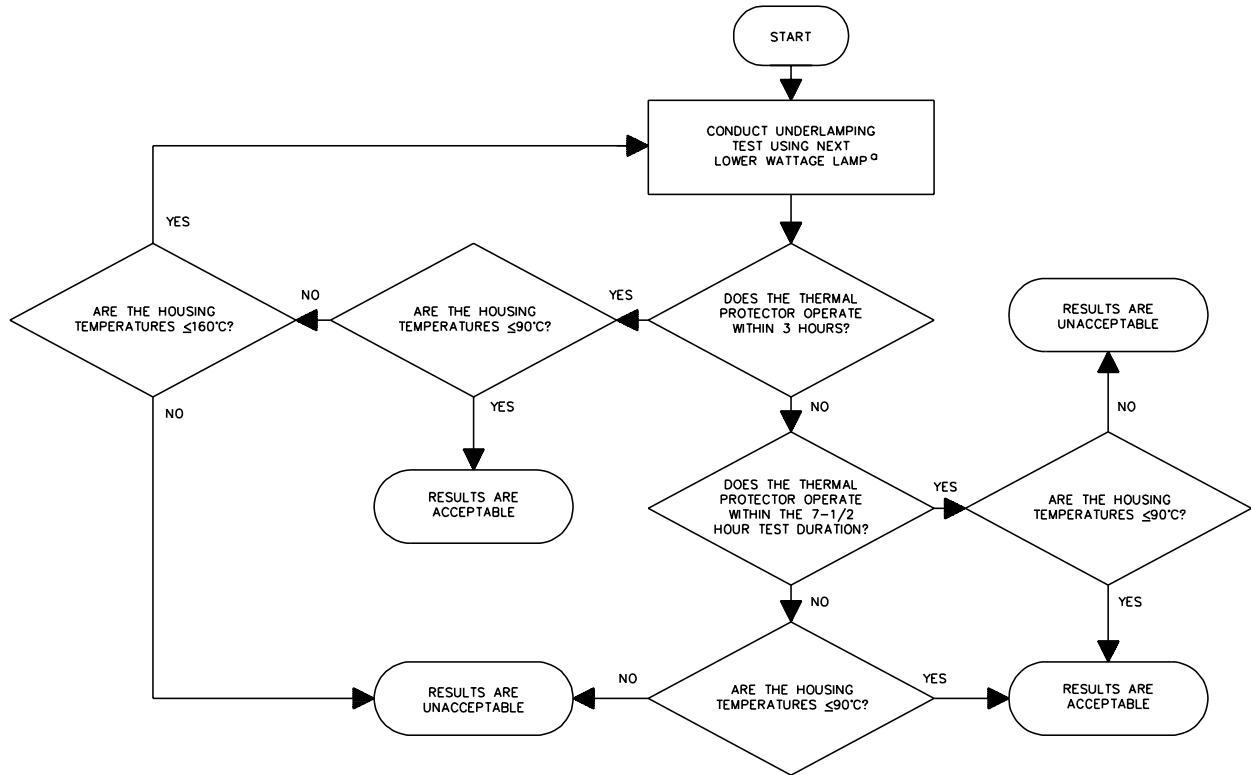 START
CONDUCT UNDERLAMPING
TEST USING NEXT
LOWER WATTAGE LAMP a
YES
ARE THE HOUSING
TEMPERATURES ≤160°C?
NO
ARE THE HOUSING
TEMPERATURES ≤90°C?
YES
DOES THE THERMAL
PROTECTOR OPERATE
WITHIN 3 HOURS?
RESULTS ARE
UNACCEPTABLE
NO
YES
NO
NO
RESULTS ARE
ACCEPTABLE
DOES THE THERMAL
PROTECTOR OPERATE
WITHIN THE 7-1/2
HOUR TEST DURATION?
YES
ARE THE HOUSING
TEMPERATURES ≤90°C?
NO
YES
RESULTS ARE
UNACCEPTABLE
NO
ARE THE HOUSING
TEMPERATURES ≤90°C?
YES
RESULTS ARE
ACCEPTABLE